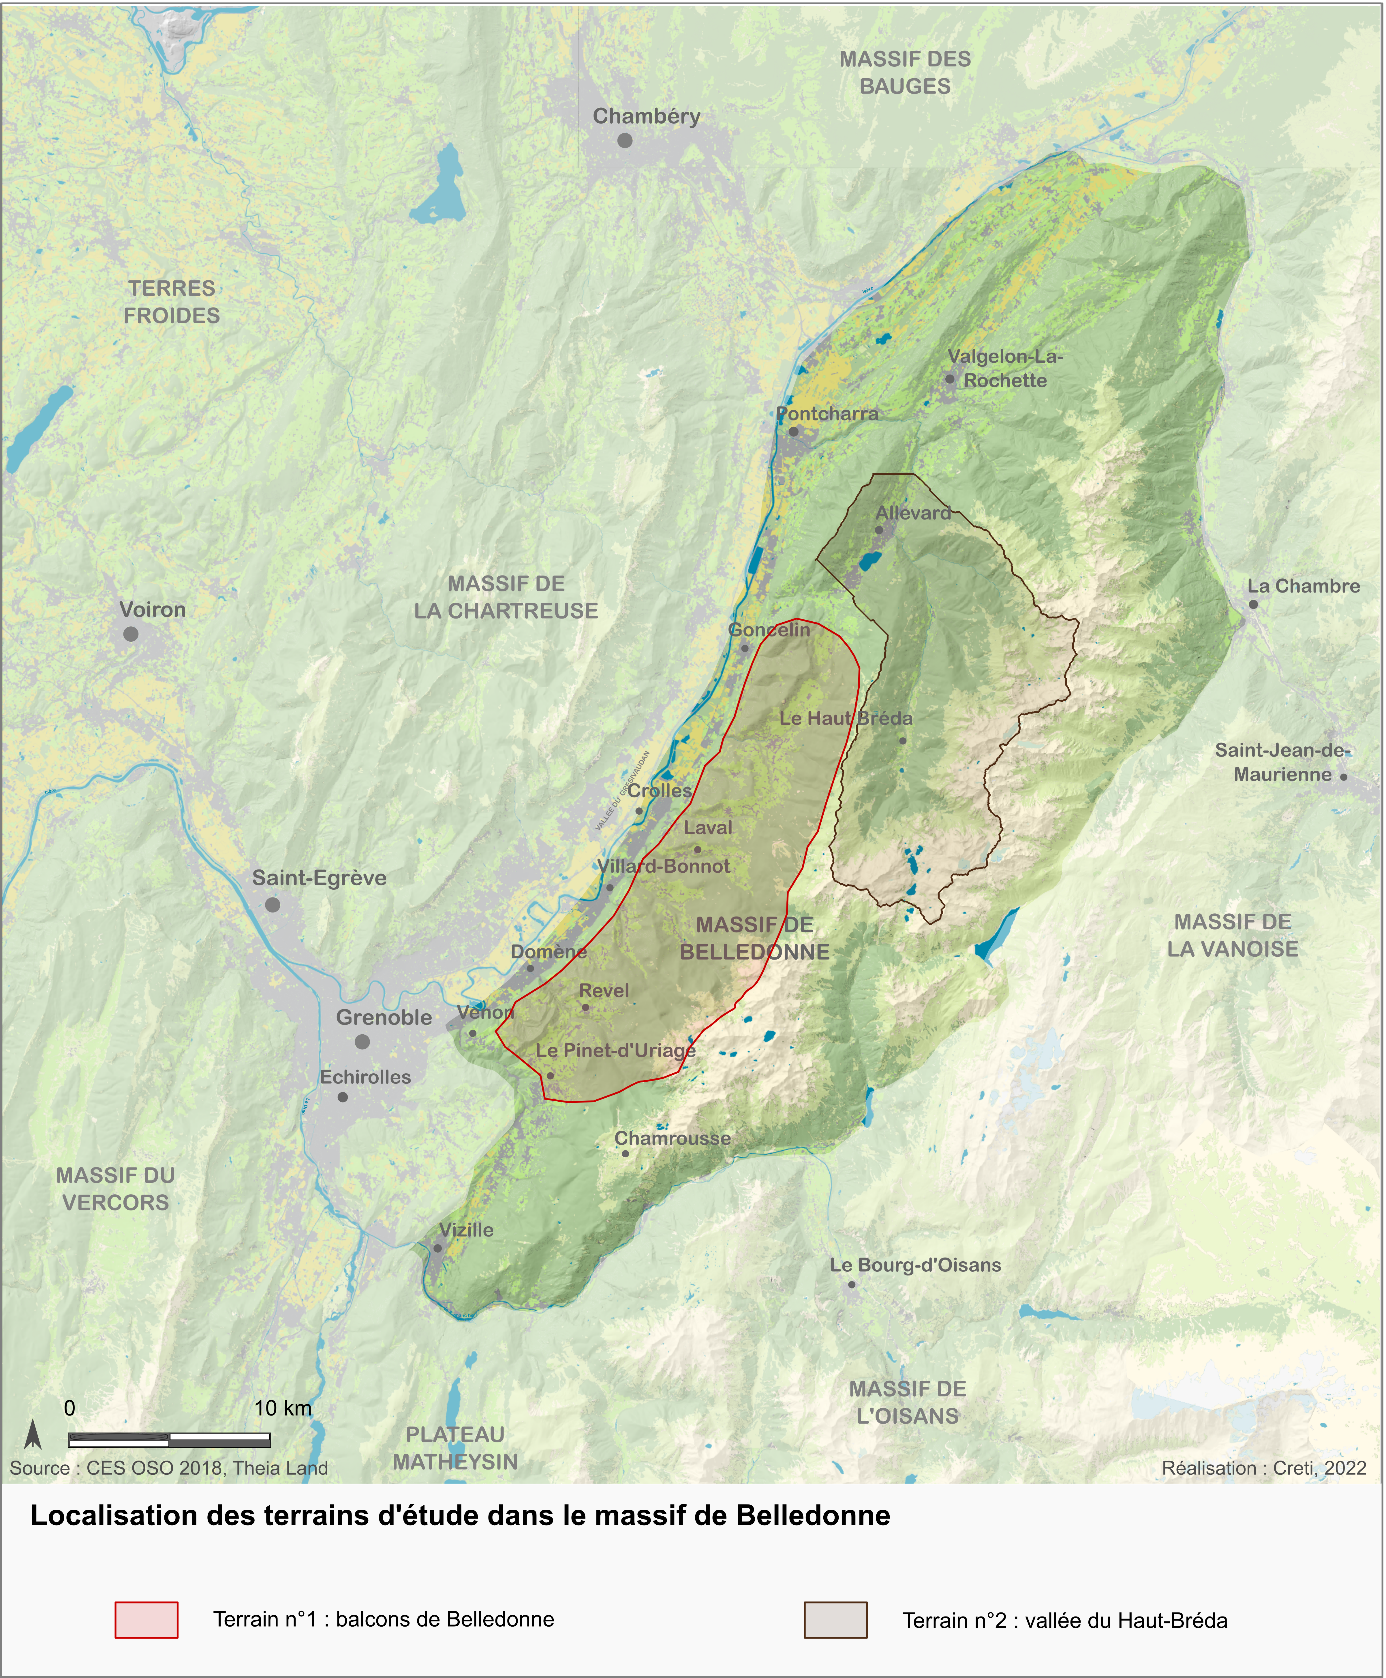 MASSIF DES
BAUGES
Chambéry
TERRES
FROIDES
Valgelon-La-
Rochette
Pontcharra
Allevard
MASSIF DE
LA CHARTREUSE
La Chambre
Voiron
Goncelin
Le Haut Bréda
Saint-Jean-de-
Maurienne
VALLÉE DU GRÉSIVAUDAN
Crolles
Laval
Villard-Bonnot
Saint-Egrève
MASSIF DE
BELLEDONNE
MASSIF DE
LA VANOISE
Domène
Revel
Venon
Grenoble
Le Pinet-d'Uriage
Echirolles
Chamrousse
MASSIF DU
VERCORS
Vizille
Le Bourg-d'Oisans
MASSIF DE
L'OISANS
0 10 km
PLATEAU
MATHEYSIN
Source : CES OSO 2018, Theia Land
Réalisation : Creti, 2022
Localisation des terrains d'étude dans le massif de Belledonne
Terrain n°1 : balcons de Belledonne
Terrain n°2 : vallée du Haut-Bréda